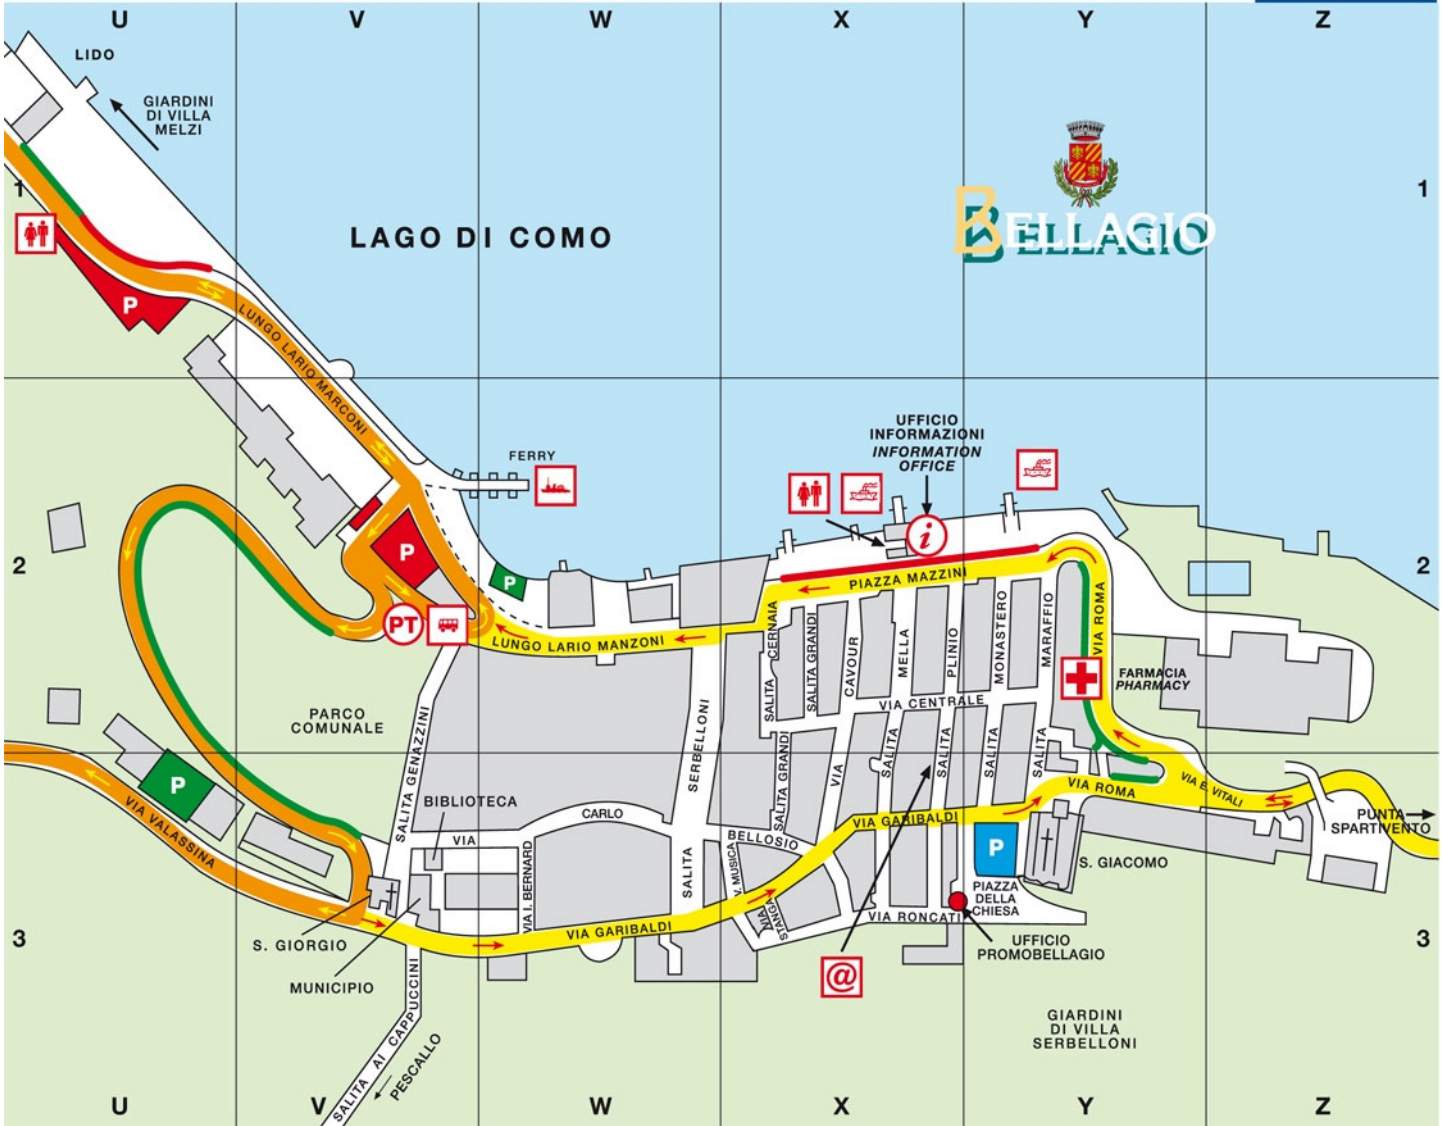 U
V
W
X
Y
Z
LIDO
GIARDINI
DI VILLA
MELZI
1
1
LAGO DI COMO
BELLAGIO
P
LUNGO LARIO MARCONI
FERRY
UFFICIO
INFORMAZIONI
INFORMATION
OFFICE
i
2
2
P
P
PT
PIAZZA MAZZINI
LUNGO LARIO MANZONI
VIA ROMA
FARMACIA
PHARMACY
SALITA CERNAIA
SALITA GRANDI
VIA CAVOUR
SALITA MELLA
SALITA PLINIO
SALITA MONASTERO
SALITA MARAFFIO
VIA CENTRALE
PARCO
COMUNALE
SALITA GENAZZINI
SALITA SERBELLONI
SALITA GRANDI
P
VIA VALASSINA
BIBLIOTECA
VIA CARLO BELLOSIO
VIA I. BERNARD
V. MUSICA
VIA STANGA
VIA GARIBALDI
VIA GARIBALDI
VIA ROMA
VIA E. VITALI
PUNTA
SPARTIVENTO
P
S. GIACOMO
PIAZZA
DELLA
CHIESA
VIA RONCATI
S. GIORGIO
MUNICIPIO
3
3
@
UFFICIO
PROMOBELLAGIO
GIARDINI
DI VILLA
SERBELLONI
SALITA AI CAPPUCCINI
PESCALLO
U
V
W
X
Y
Z